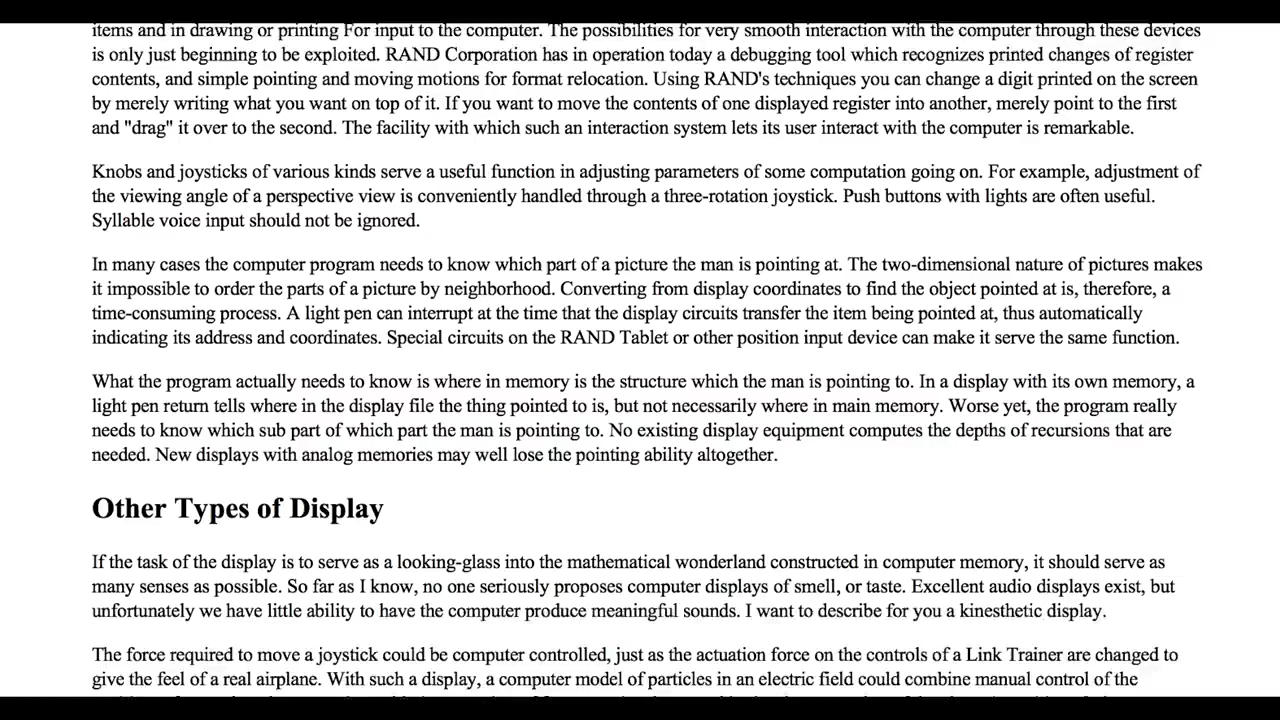 items and in drawing or printing For input to the computer. The possibilities for very smooth interaction with the computer through these devices
is only just beginning to be exploited. RAND Corporation has in operation today a debugging tool which recognizes printed changes of register
contents, and simple pointing and moving motions for format relocation. Using RAND's techniques you can change a digit printed on the screen
by merely writing what you want on top of it. If you want to move the contents of one displayed register into another, merely point to the first
and "drag" it over to the second. The facility with which such an interaction system lets its user interact with the computer is remarkable.
Knobs and joysticks of various kinds serve a useful function in adjusting parameters of some computation going on. For example, adjustment of
the viewing angle of a perspective view is conveniently handled through a three-rotation joystick. Push buttons with lights are often useful.
Syllable voice input should not be ignored.
In many cases the computer program needs to know which part of a picture the man is pointing at. The two-dimensional nature of pictures makes
it impossible to order the parts of a picture by neighborhood. Converting from display coordinates to find the object pointed at is, therefore, a
time-consuming process. A light pen can interrupt at the time that the display circuits transfer the item being pointed at, thus automatically
indicating its address and coordinates. Special circuits on the RAND Tablet or other position input device can make it serve the same function.
What the program actually needs to know is where in memory is the structure which the man is pointing to. In a display with its own memory, a
light pen return tells where in the display file the thing pointed to is, but not necessarily where in main memory. Worse yet, the program really
needs to know which sub part of which part the man is pointing to. No existing display equipment computes the depths of recursions that are
needed. New displays with analog memories may well lose the pointing ability altogether.
Other Types of Display
If the task of the display is to serve as a looking-glass into the mathematical wonderland constructed in computer memory, it should serve as
many senses as possible. So far as I know, no one seriously proposes computer displays of smell, or taste. Excellent audio displays exist, but
unfortunately we have little ability to have the computer produce meaningful sounds. I want to describe for you a kinesthetic display.
The force required to move a joystick could be computer controlled, just as the actuation force on the controls of a Link Trainer are changed to
give the feel of a real airplane. With such a display, a computer model of particles in an electric field could combine manual control of the